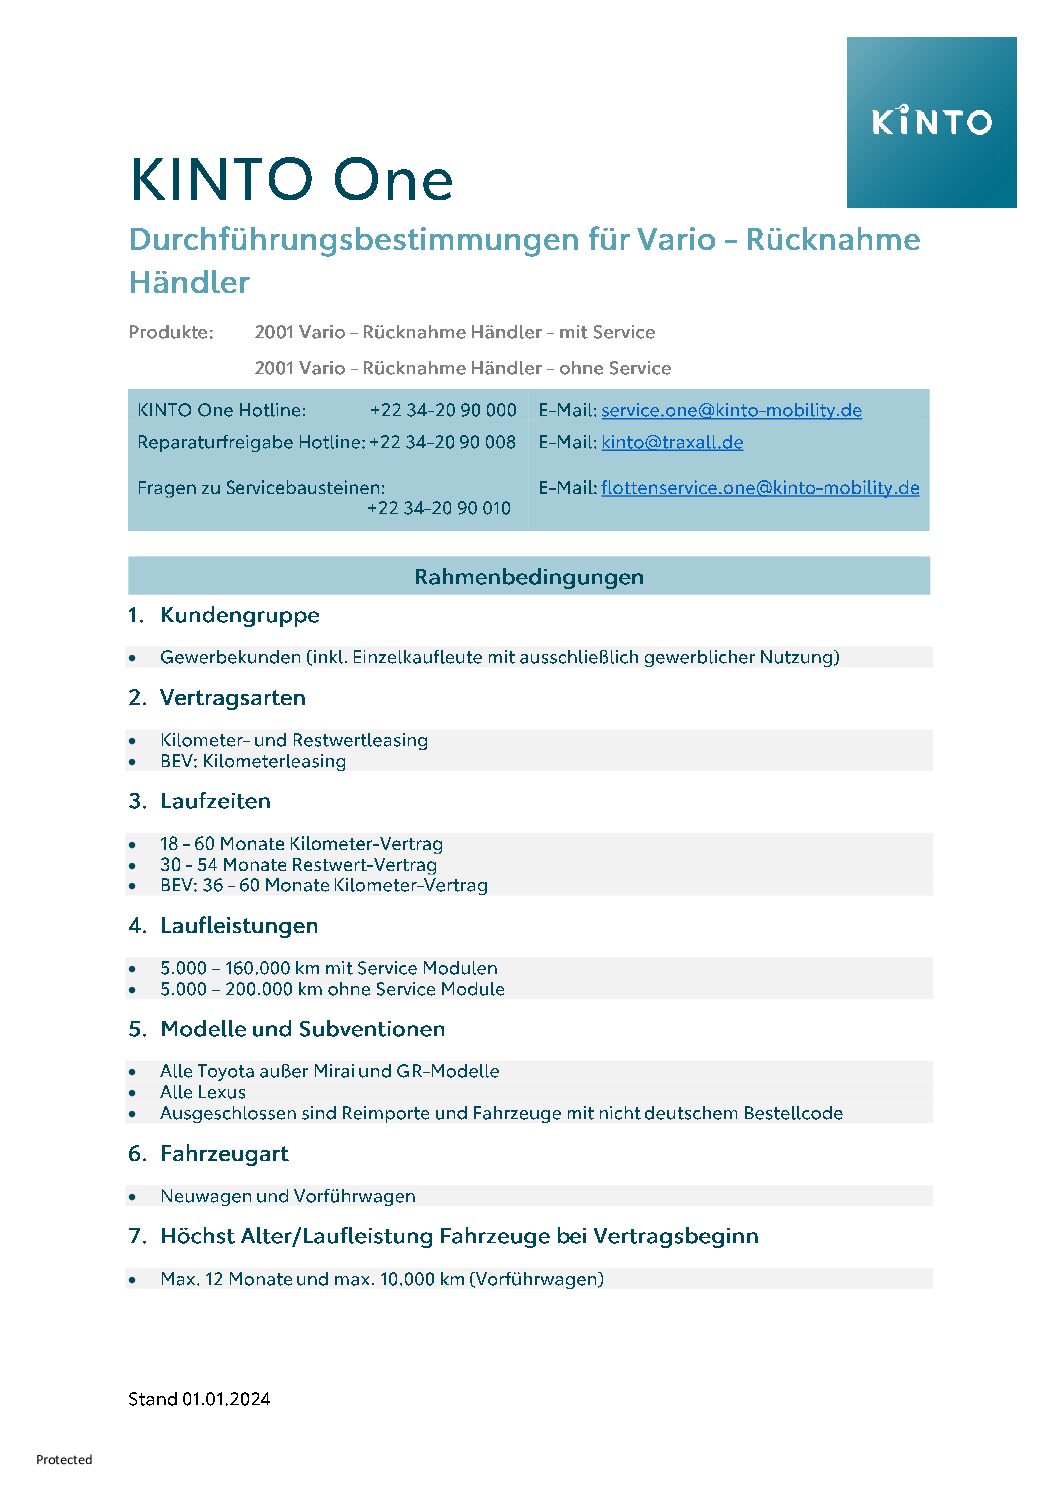 KINTO
KINTO One
Durchführungsbestimmungen für Vario – Rücknahme
Händler
Produkte: 2001 Vario – Rücknahme Händler – mit Service
2001 Vario – Rücknahme Händler – ohne Service
KINTO One Hotline: +22 34-20 90 000 E-Mail: service.one@kinto-mobility.de
Reparaturfreigabe Hotline: +22 34-20 90 008 E-Mail: kinto@traxall.de
Fragen zu Servicebausteinen: E-Mail: flottenservice.one@kinto-mobility.de
+22 34-20 90 010
Rahmenbedingungen
1. Kundengruppe
• Gewerbekunden (inkl. Einzelkaufleute mit ausschließlich gewerblicher Nutzung)
2. Vertragsarten
• Kilometer- und Restwertleasing
• BEV: Kilometerleasing
3. Laufzeiten
• 18 - 60 Monate Kilometer-Vertrag
• 30 - 54 Monate Restwert-Vertrag
• BEV: 36 – 60 Monate Kilometer-Vertrag
4. Laufleistungen
• 5.000 – 160.000 km mit Service Modulen
• 5.000 – 200.000 km ohne Service Module
5. Modelle und Subventionen
• Alle Toyota außer Mirai und GR-Modelle
• Alle Lexus
• Ausgeschlossen sind Reimporte und Fahrzeuge mit nicht deutschem Bestellcode
6. Fahrzeugart
• Neuwagen und Vorführwagen
7. Höchst Alter/Laufleistung Fahrzeuge bei Vertragsbeginn
• Max. 12 Monate und max. 10.000 km (Vorführwagen)
Stand 01.01.2024
Protected